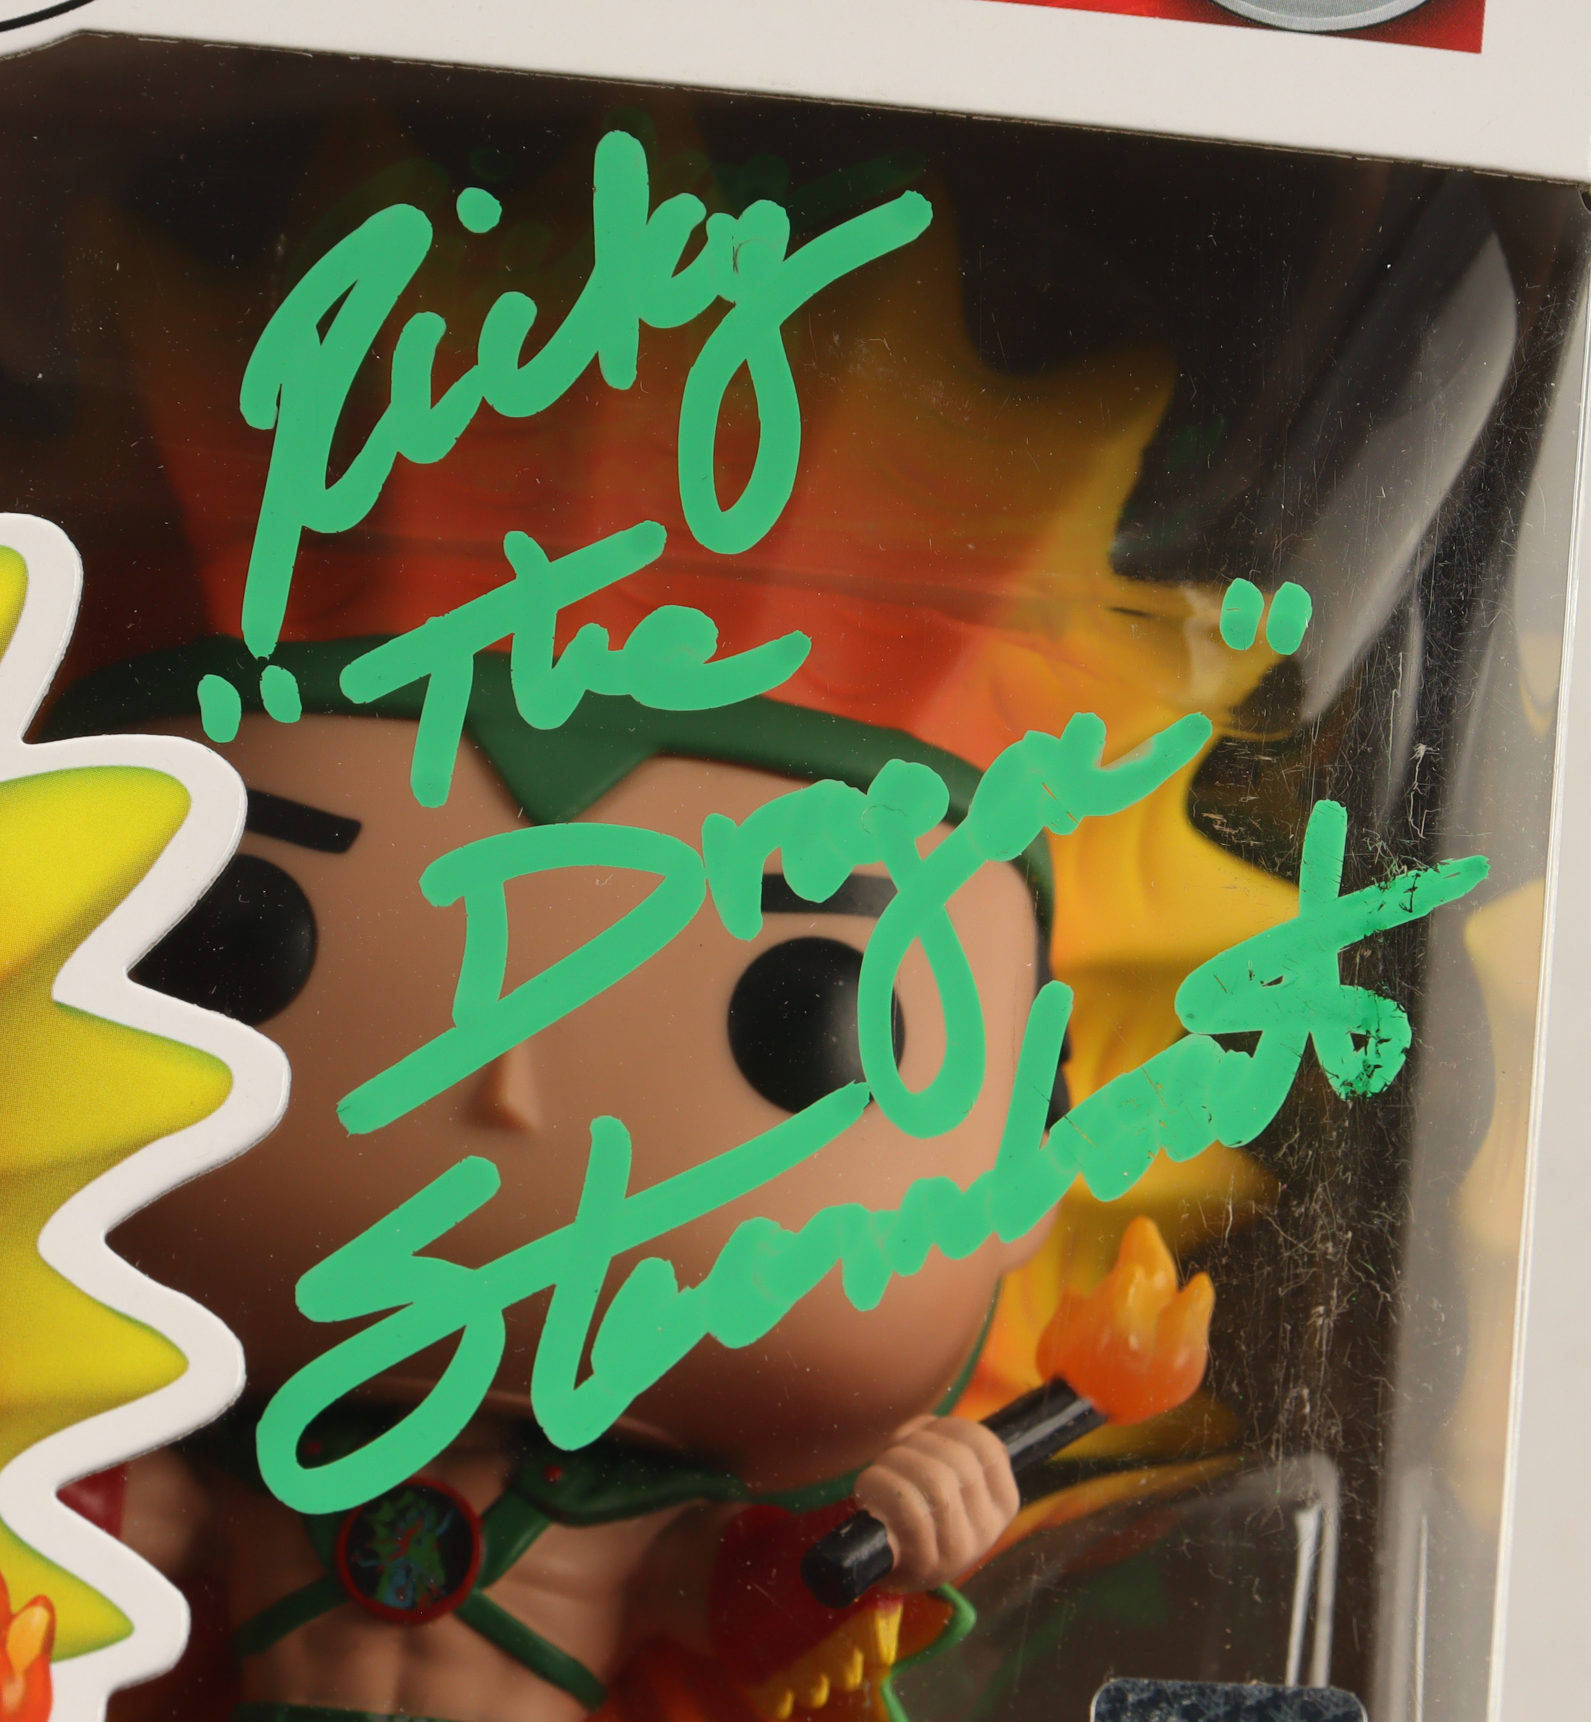 Ricky
"The
Dragon"
Steamboat